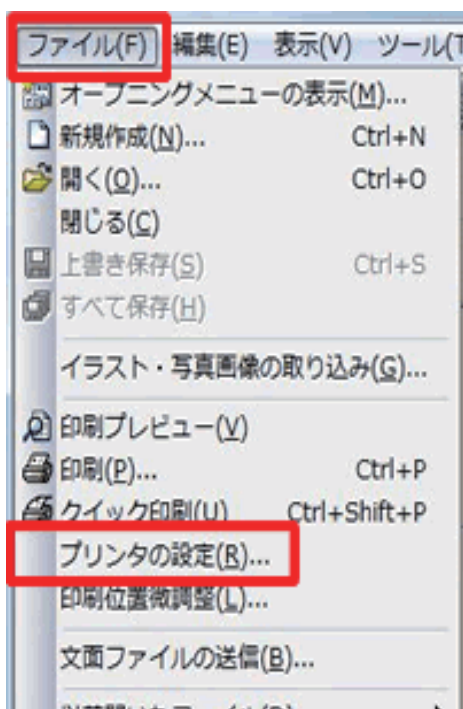 ファイル(F) 編集(E) 表示(V) ツール(T
オープニングメニューの表示(M)...
新規作成(N)... Ctrl+N
開く(O)... Ctrl+O
閉じる(C)
上書き保存(S) Ctrl+S
すべて保存(H)
イラスト・写真画像の取り込み(G)...
印刷プレビュー(V)
印刷(P)... Ctrl+P
クイック印刷(U) Ctrl+Shift+P
プリンタの設定(R)...
印刷位置微調整(L)...
文面ファイルの送信(B)...